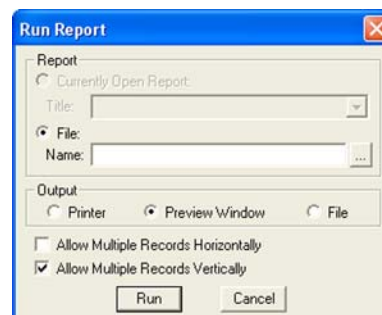 Run Report
Report
Currently Open Report:
Title:
File:
Name:
...
Output
Printer Preview Window File
Allow Multiple Records Horizontally
Allow Multiple Records Vertically
Run Cancel